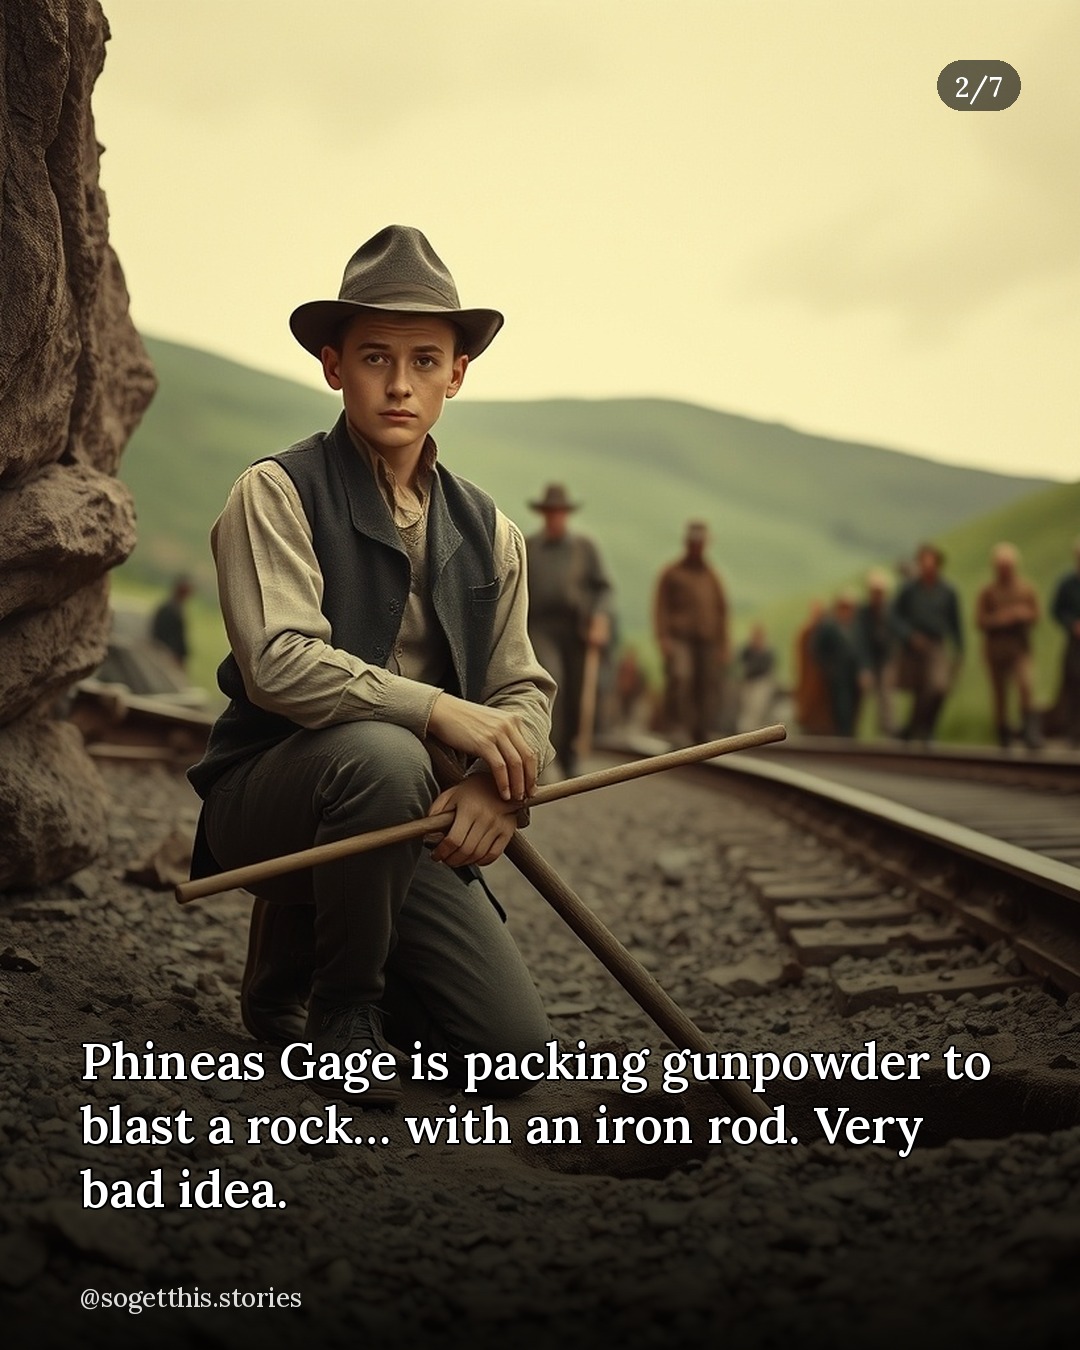 2/7
Phineas Gage is packing gunpowder to
blast a rock... with an iron rod. Very
bad idea.
@sogetthis.stories